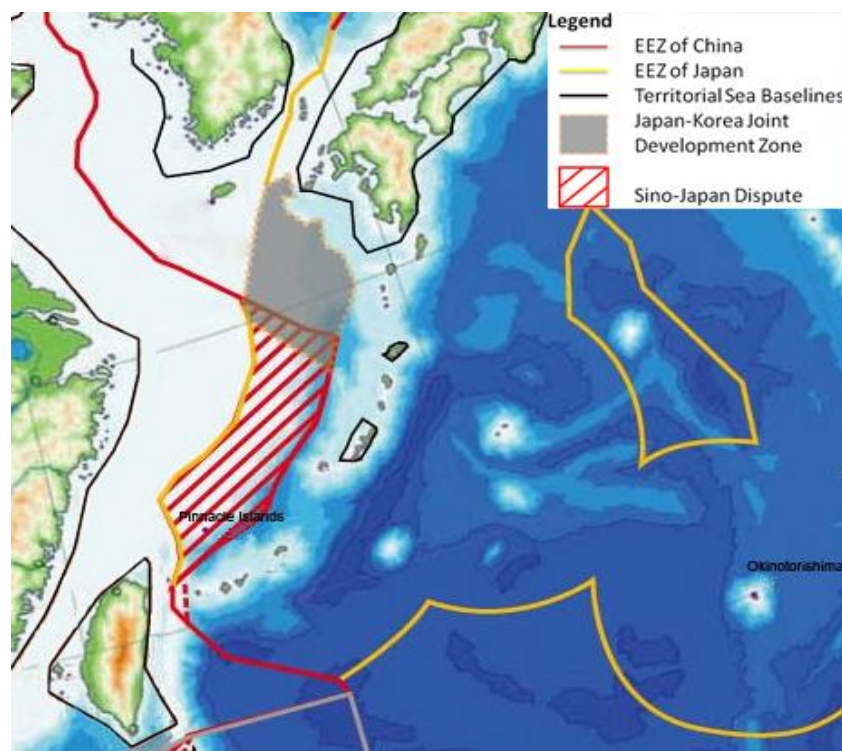 Legend
EEZ of China
EEZ of Japan
Territorial Sea Baselines
Japan-Korea Joint
Development Zone
Sino-Japan Dispute
Pinnacle Islands
Okinotorishima